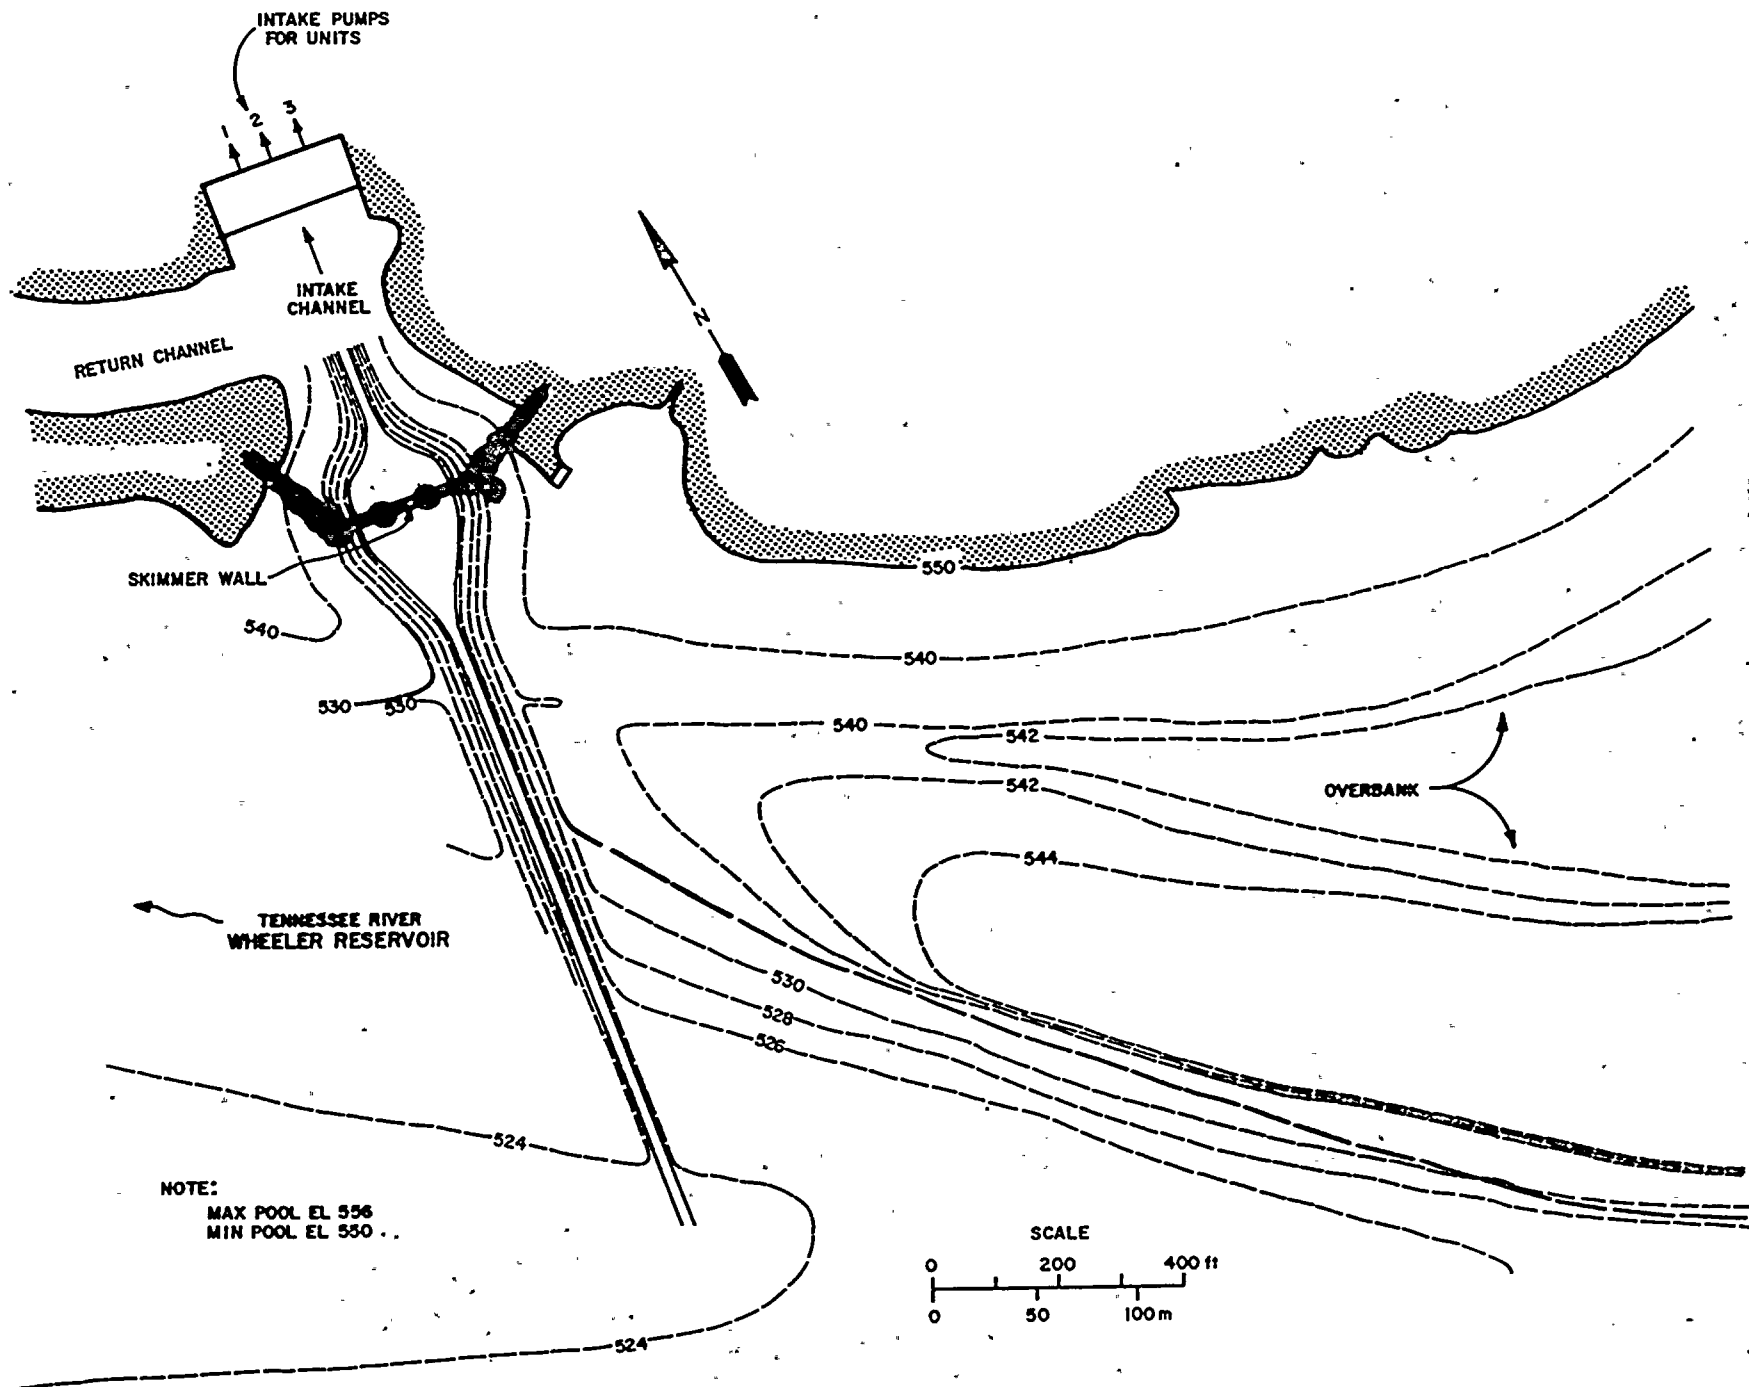 INTAKE PUMPS
FOR UNITS
1 2 3
INTAKE
CHANNEL
RETURN CHANNEL
N
SKIMMER WALL
550
540
540
530
530
540
542
542
OVERBANK
544
TENNESSEE RIVER
WHEELER RESERVOIR
530
528
526
524
NOTE:
MAX POOL EL 556
MIN POOL EL 550
SCALE
0 200 400 ft
0 50 100 m
524